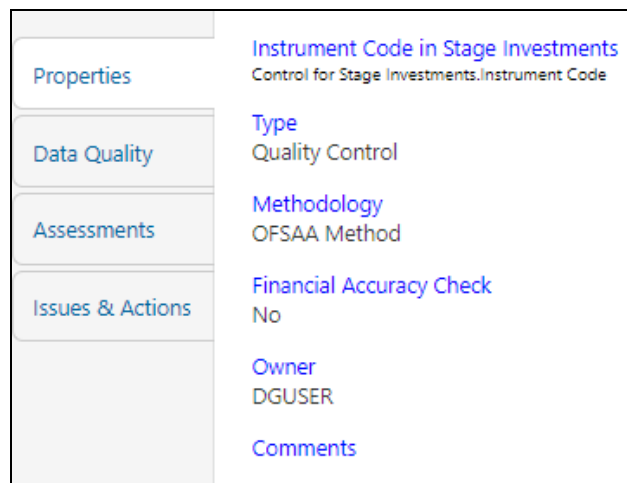 Properties
Data Quality
Assessments
Issues & Actions
Instrument Code in Stage Investments
Control for Stage Investments.Instrument Code
Type
Quality Control
Methodology
OFSAA Method
Financial Accuracy Check
No
Owner
DGUSER
Comments